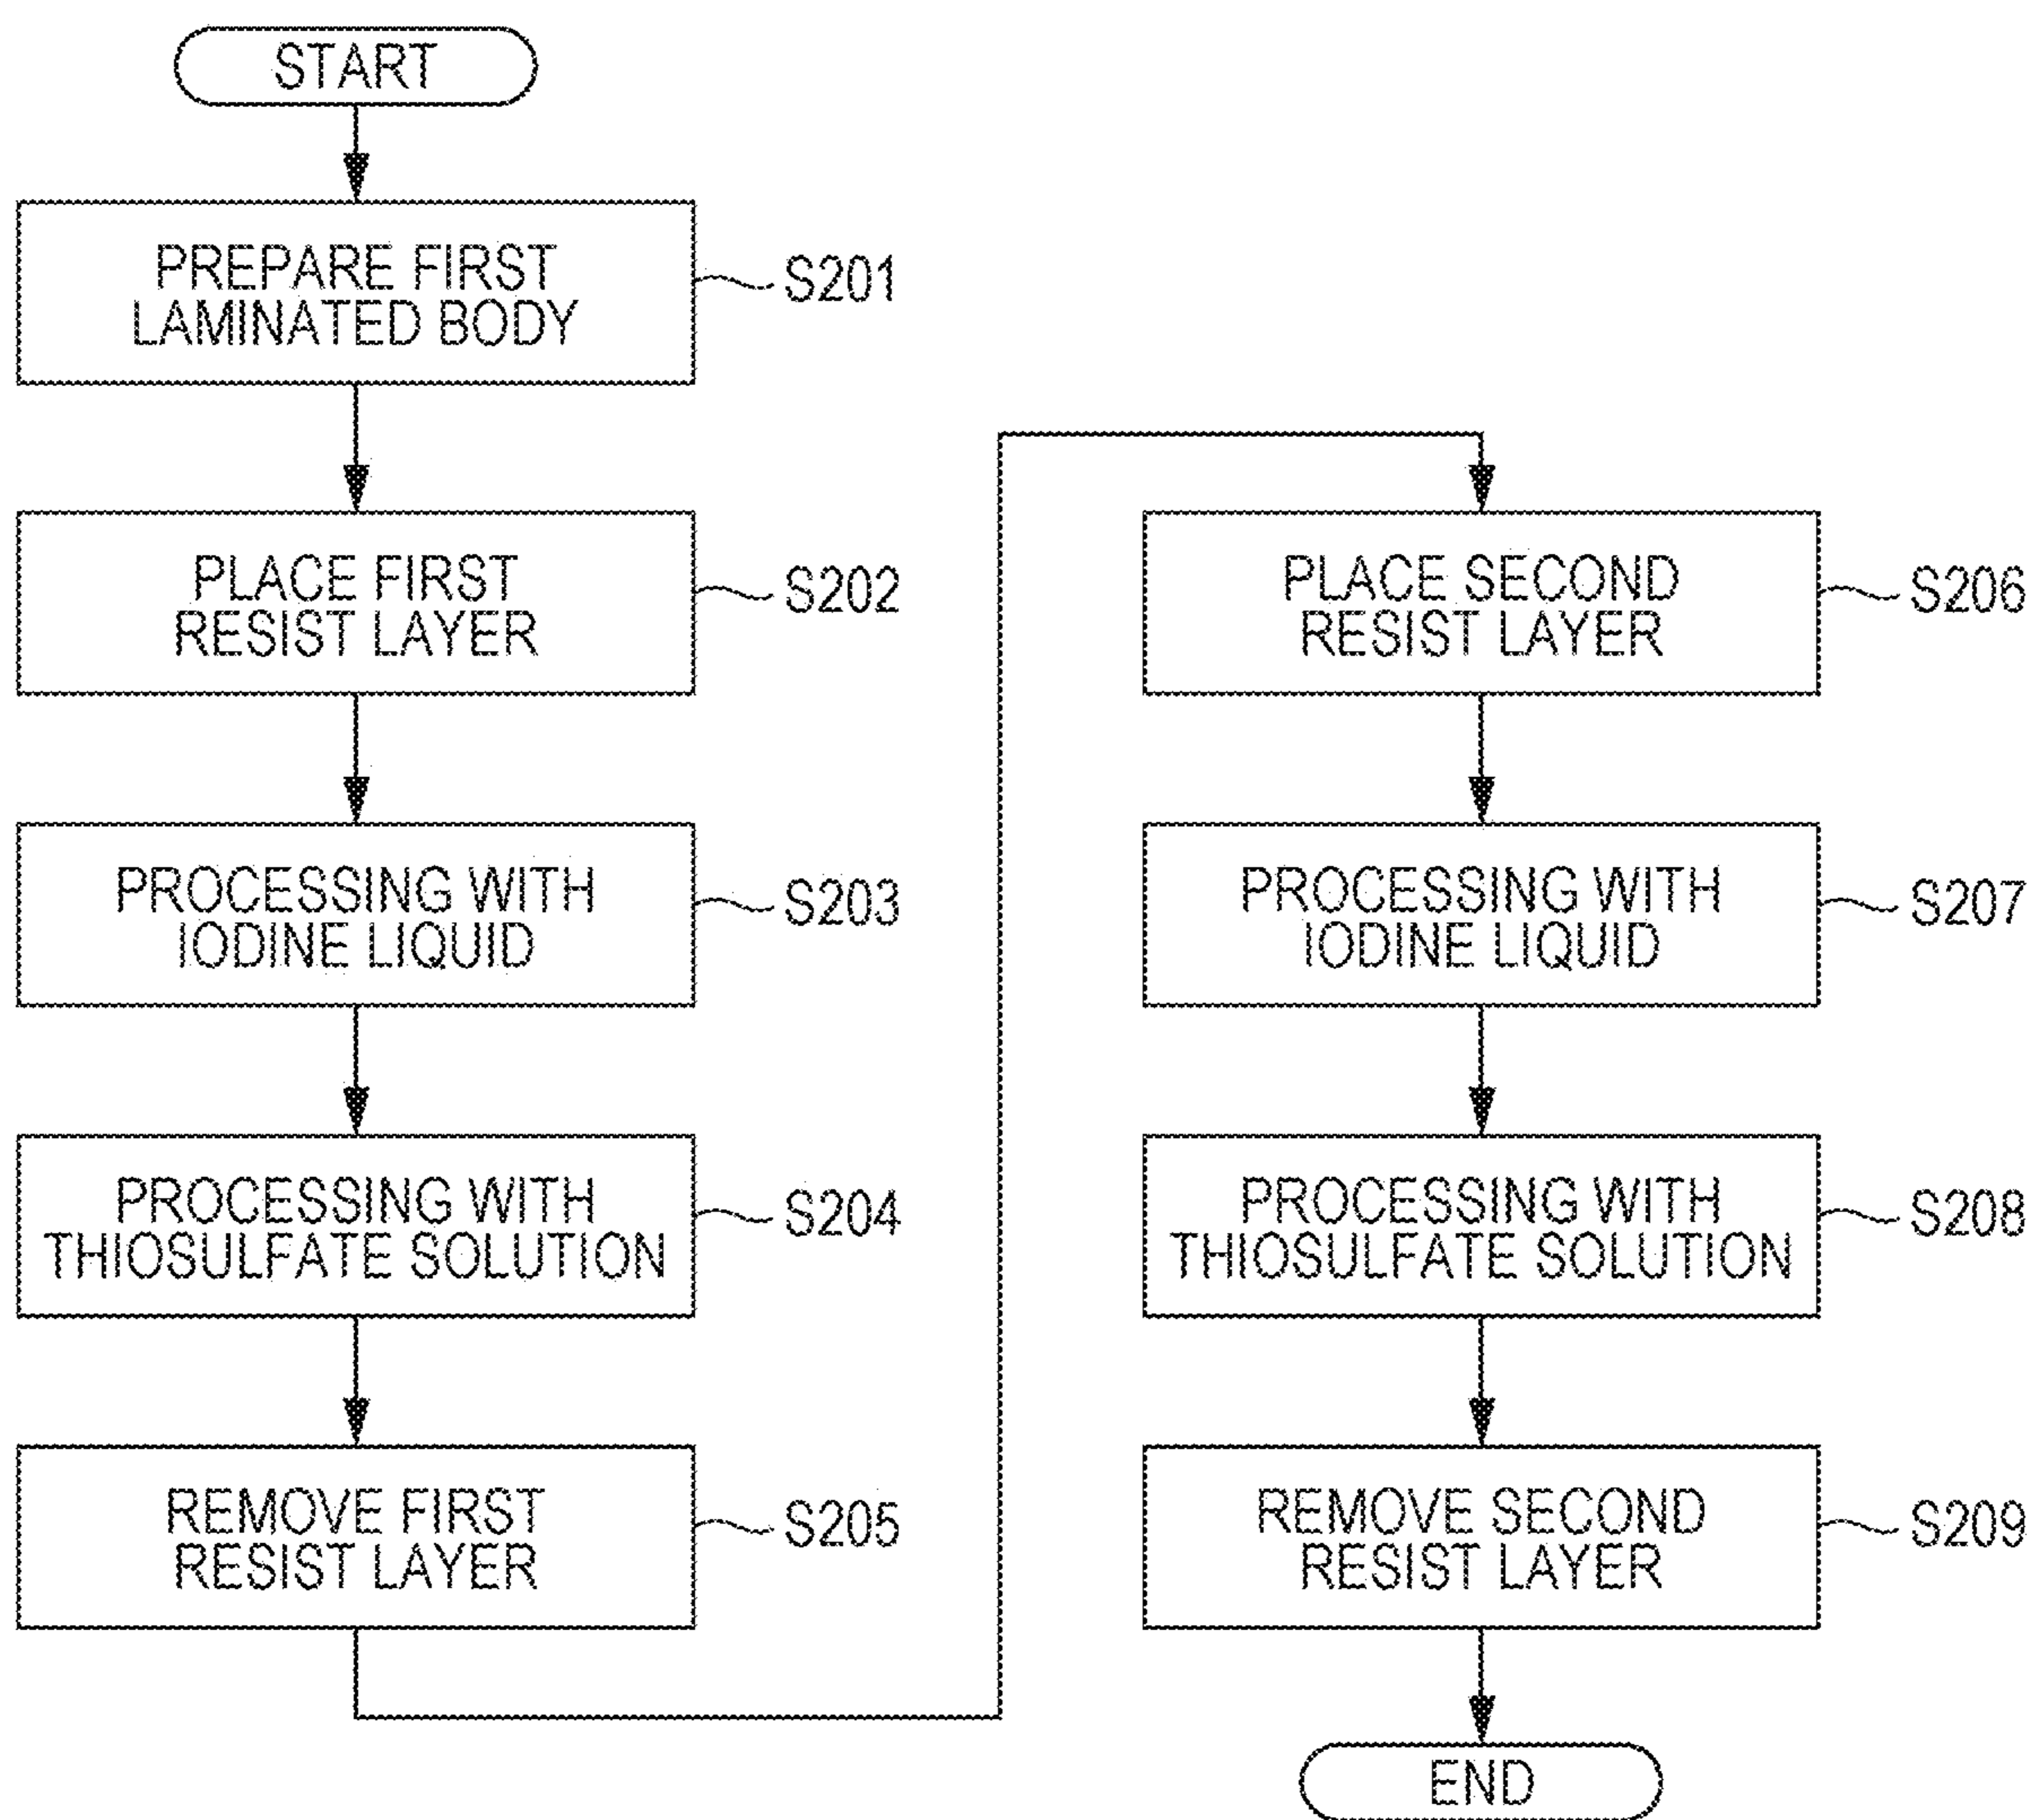 START
PREPARE FIRST
LAMINATED BODY
S201
PLACE FIRST
RESIST LAYER
S202
PROCESSING WITH
IODINE LIQUID
S203
PROCESSING WITH
THIOSULFATE SOLUTION
S204
REMOVE FIRST
RESIST LAYER
S205
PLACE SECOND
RESIST LAYER
S206
PROCESSING WITH
IODINE LIQUID
S207
PROCESSING WITH
THIOSULFATE SOLUTION
S208
REMOVE SECOND
RESIST LAYER
S209
END